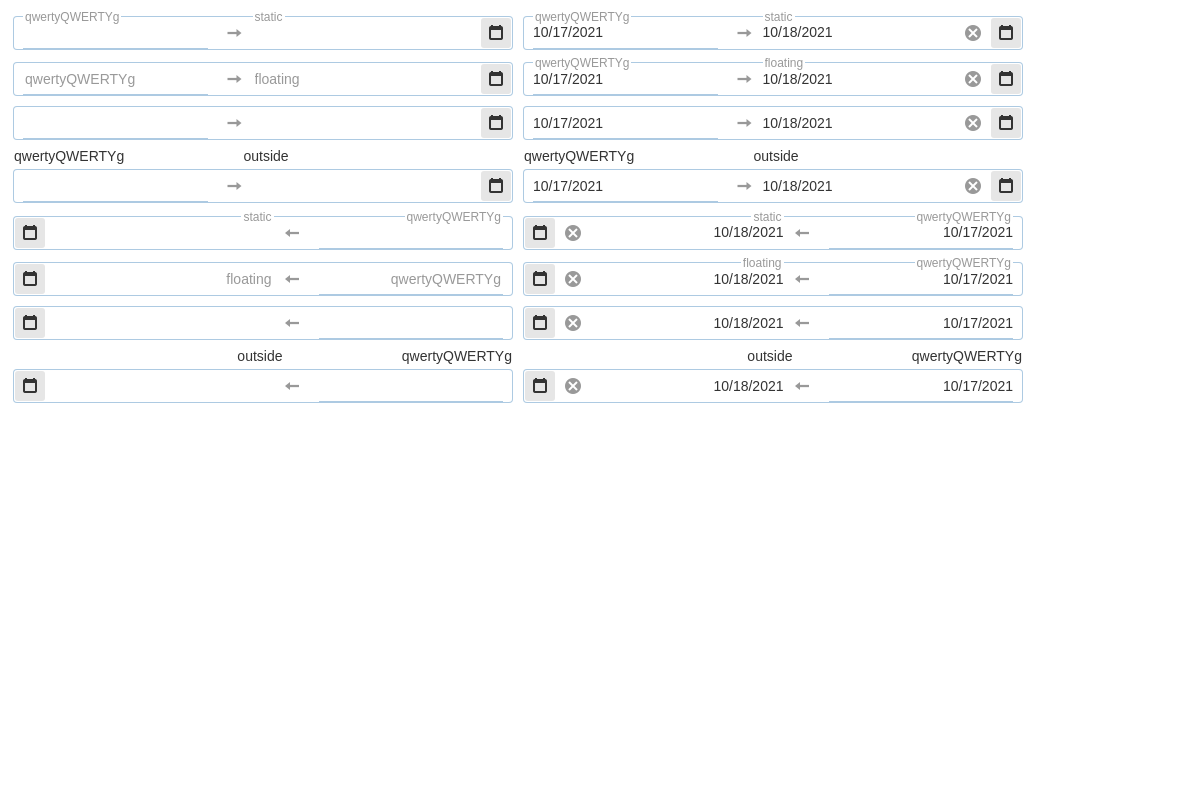 qwertyQWERTYg static qwertyQWERTYg static
10/17/2021 10/18/2021
qwertyQWERTYg floating
qwertyQWERTYg floating 10/17/2021 10/18/2021
10/17/2021 10/18/2021
qwertyQWERTYg outside qwertyQWERTYg outside
10/17/2021 10/18/2021
static qwertyQWERTYg static qwertyQWERTYg
10/18/2021 10/17/2021
floating qwertyQWERTYg
floating qwertyQWERTYg 10/18/2021 10/17/2021
10/18/2021 10/17/2021
outside qwertyQWERTYg outside qwertyQWERTYg
10/18/2021 10/17/2021